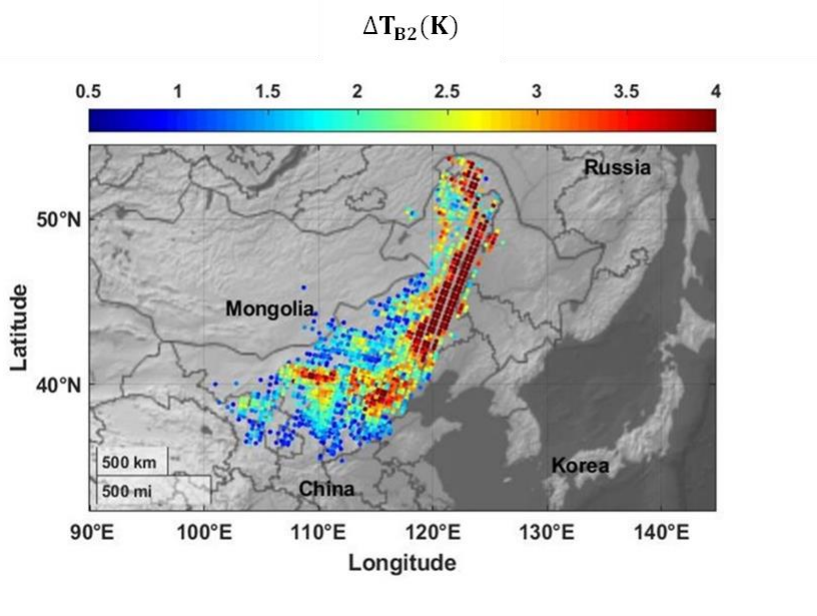 ΔT_B2(K)
0.5 1 1.5 2 2.5 3 3.5 4
Russia
50°N
Mongolia
Latitude
40°N
500 km
Korea
500 mi
China
90°E 100°E 110°E 120°E 130°E 140°E
Longitude